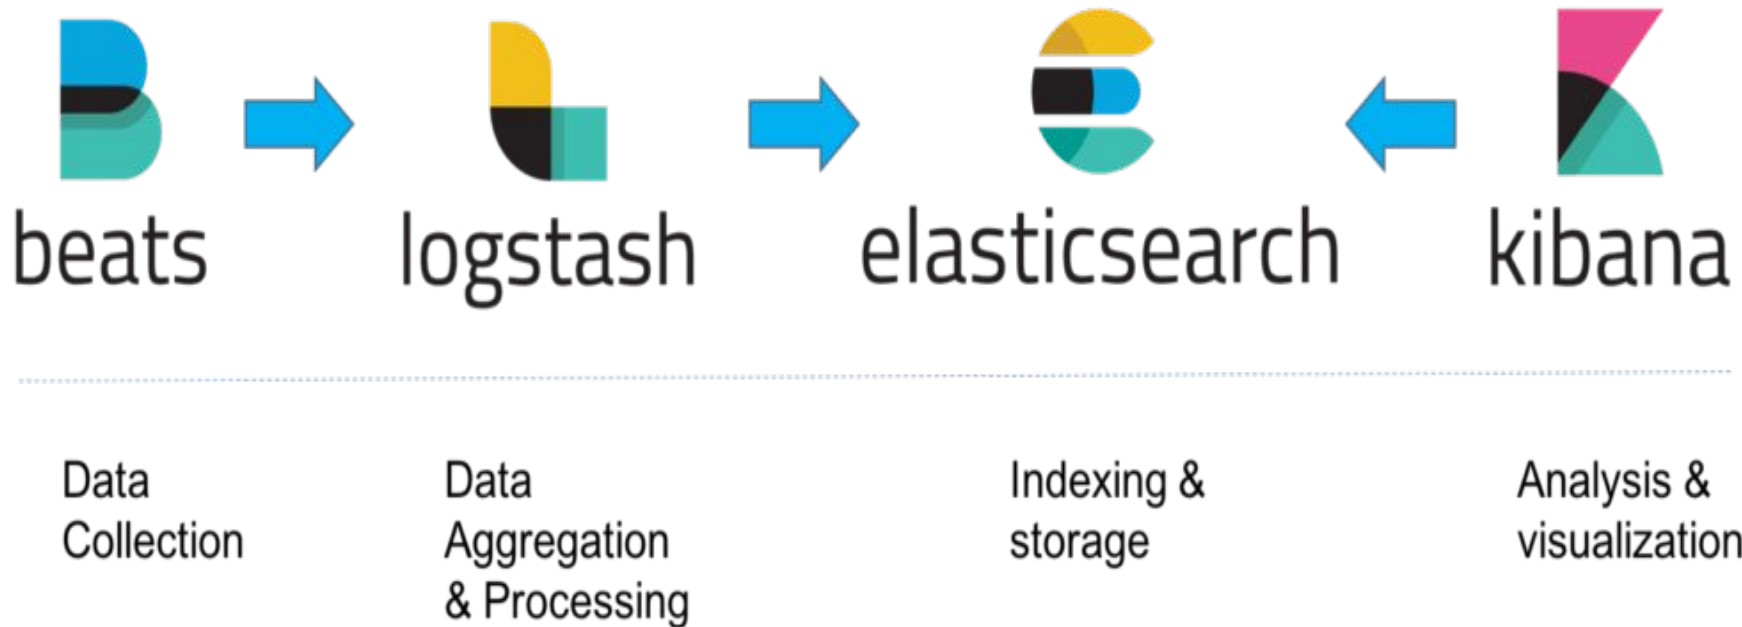 beats
logstash
elasticsearch
kibana
Data
Collection
Data
Aggregation
& Processing
Indexing &
storage
Analysis &
visualization